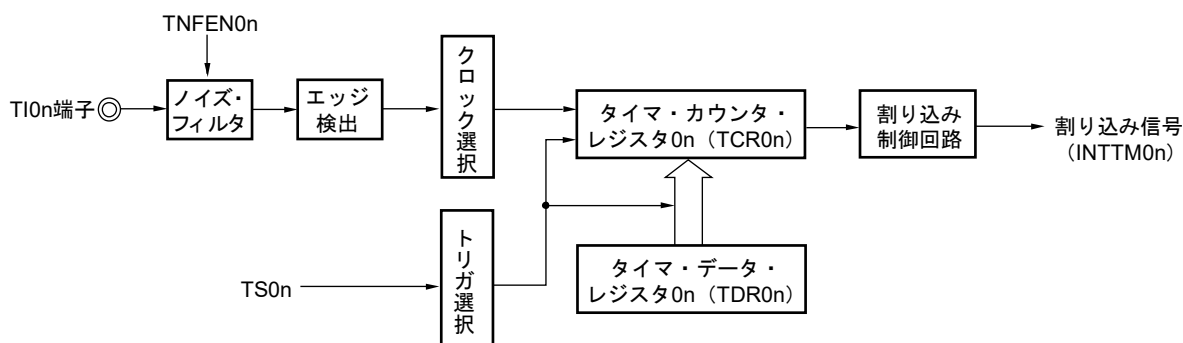 TNFEN0n
TI0n端子
ノイズ・
フィルタ
エッジ
検出
クロック選択
タイマ・カウンタ・
レジスタ0n（TCR0n）
割り込み
制御回路
割り込み信号
（INTTM0n）
TS0n
トリガ選択
タイマ・データ・
レジスタ0n（TDR0n）